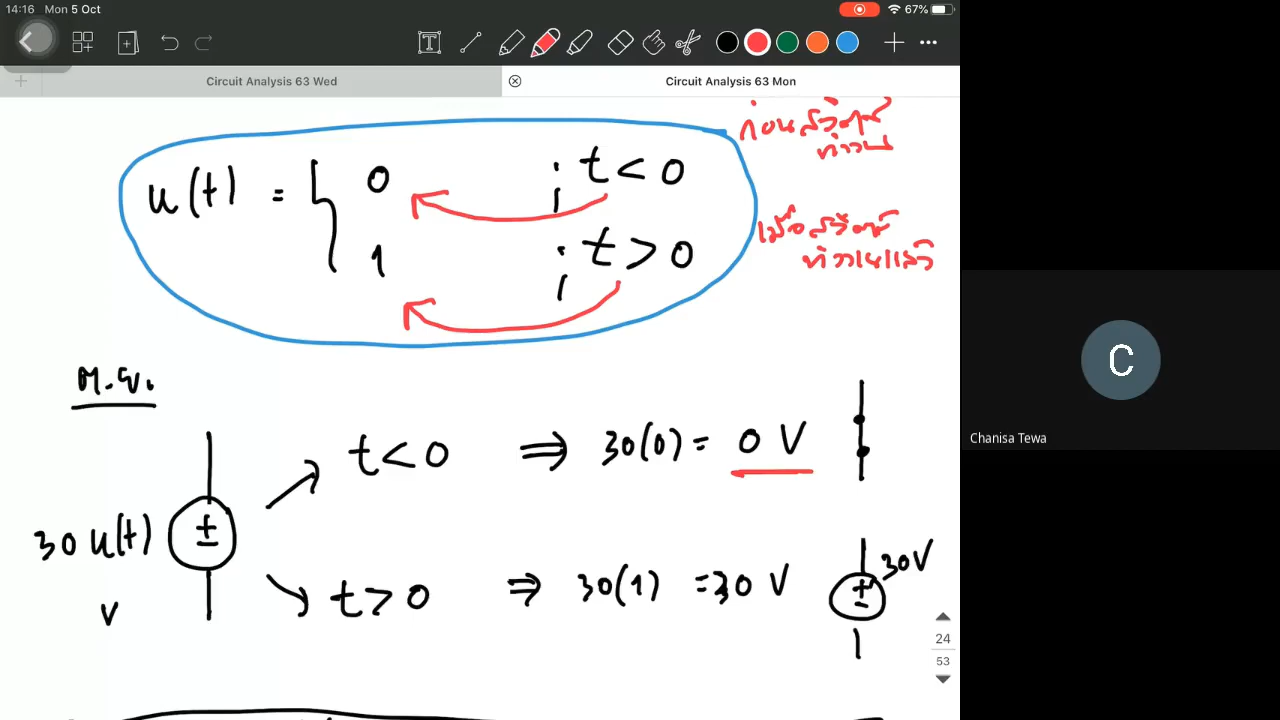 14:16 Mon 5 Oct
67%
Circuit Analysis 63 Wed
Circuit Analysis 63 Mon
ก่อนสวิตซ์
ทำงาน
u(t) = { 0 ; t < 0
1 ; t > 0
เมื่อสวิตซ์
ทำงานแล้ว
t < 0 ⇒ 30(0) = 0 V
30 u(t)
V
±
t > 0 ⇒ 30(1) = 30 V
30V
±
24
53
C
Chanisa Tewa